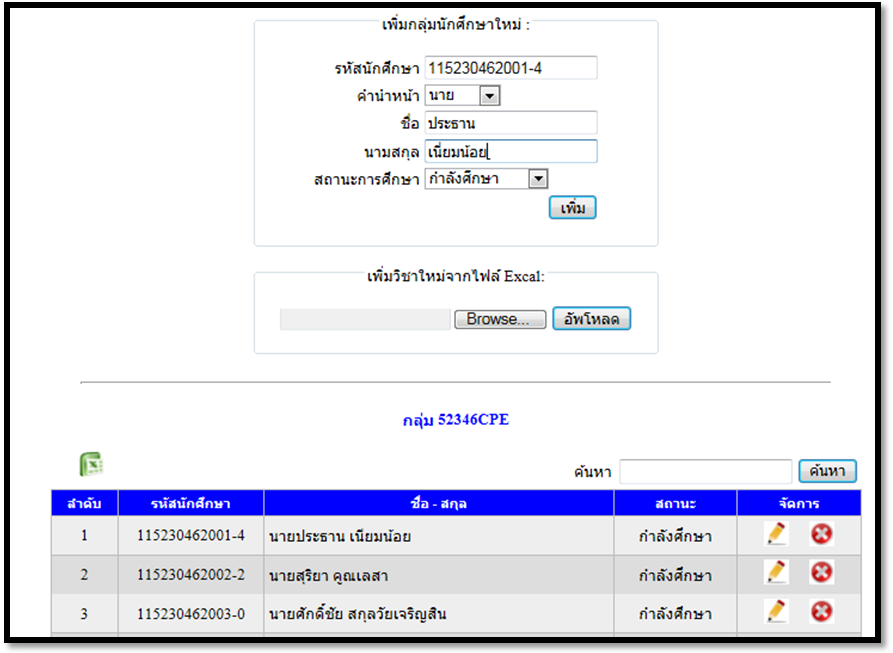 เพิ่มกลุ่มนักศึกษาใหม่ :
รหัสนักศึกษา 115230462001-4
คำนำหน้า นาย
ชื่อ ประธาน
นามสกุล เนียมน้อย
สถานะการศึกษา กำลังศึกษา
เพิ่ม
เพิ่มวิชาใหม่จากไฟล์ Excal:
Browse... อัพโหลด
กลุ่ม 52346CPE
ค้นหา ค้นหา
ลำดับ รหัสนักศึกษา ชื่อ - สกุล สถานะ จัดการ
1 115230462001-4 นายประธาน เนียมน้อย กำลังศึกษา
2 115230462002-2 นายสุริยา คูณเลสา กำลังศึกษา
3 115230462003-0 นายศักดิ์ชัย สกุลวัยเจริญสิน กำลังศึกษา